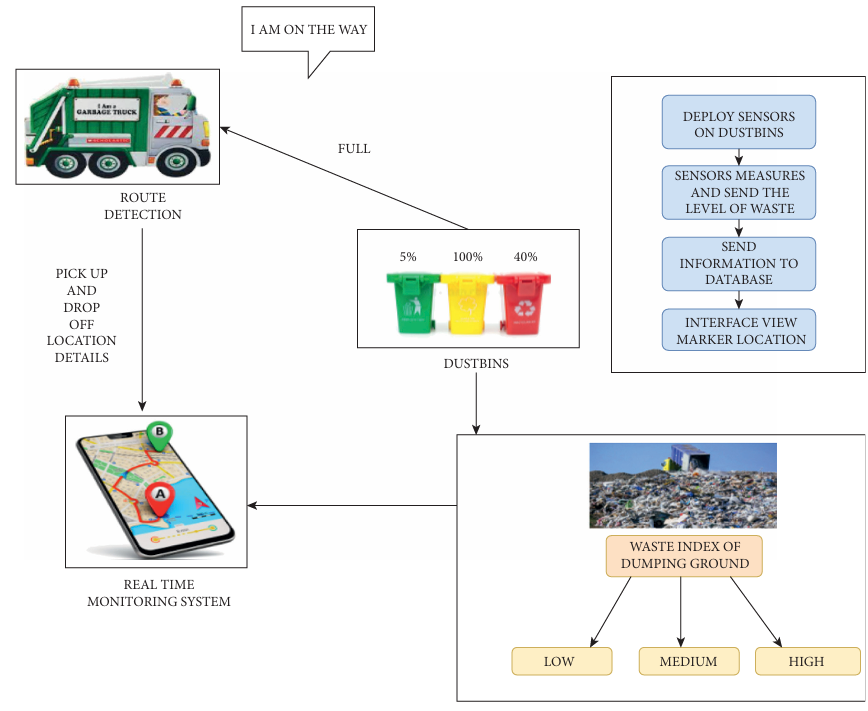 I AM ON THE WAY
I Am a
GARBAGE TRUCK
ROUTE
DETECTION
FULL
PICK UP
AND
DROP
OFF
LOCATION
DETAILS
5% 100% 40%
DUSTBINS
DEPLOY SENSORS
ON DUSTBINS
SENSORS MEASURES
AND SEND THE
LEVEL OF WASTE
SEND
INFORMATION TO
DATABASE
INTERFACE VIEW
MARKER LOCATION
B
A
REAL TIME
MONITORING SYSTEM
WASTE INDEX OF
DUMPING GROUND
LOW MEDIUM HIGH